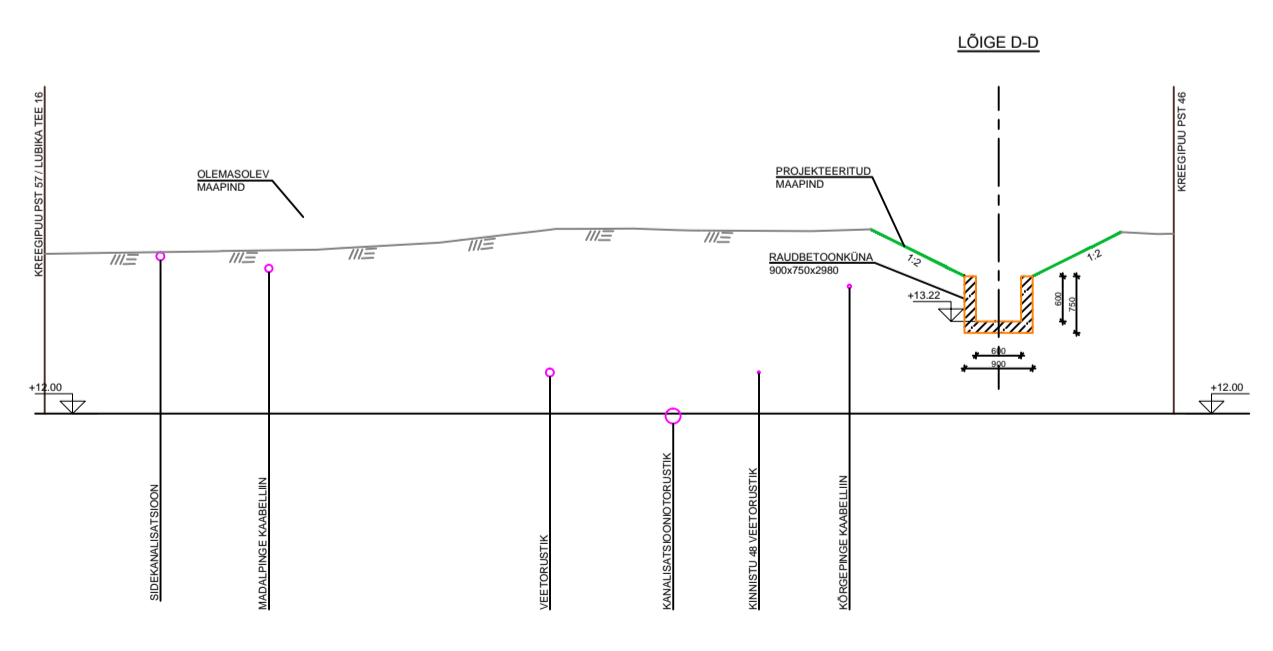 LÕIGE D-D
KREEGIPUU PST 57 / LUBIKA TEE 16
KREEGIPUU PST 46
OLEMASOLEV
MAAPIND
PROJEKTEERITUD
MAAPIND
1:2
1:2
RAUDBETOONKÜNA
900x750x2980
+13.22
600
750
600
900
+12.00
+12.00
SIDEKANALISATSIOON
MADALPINGE KAABELLIIN
VEETORUSTIK
KANALISATSIOONIOTORUSTIK
KINNISTU 48 VEETORUSTIK
KÕRGEPINGE KAABELLIIN